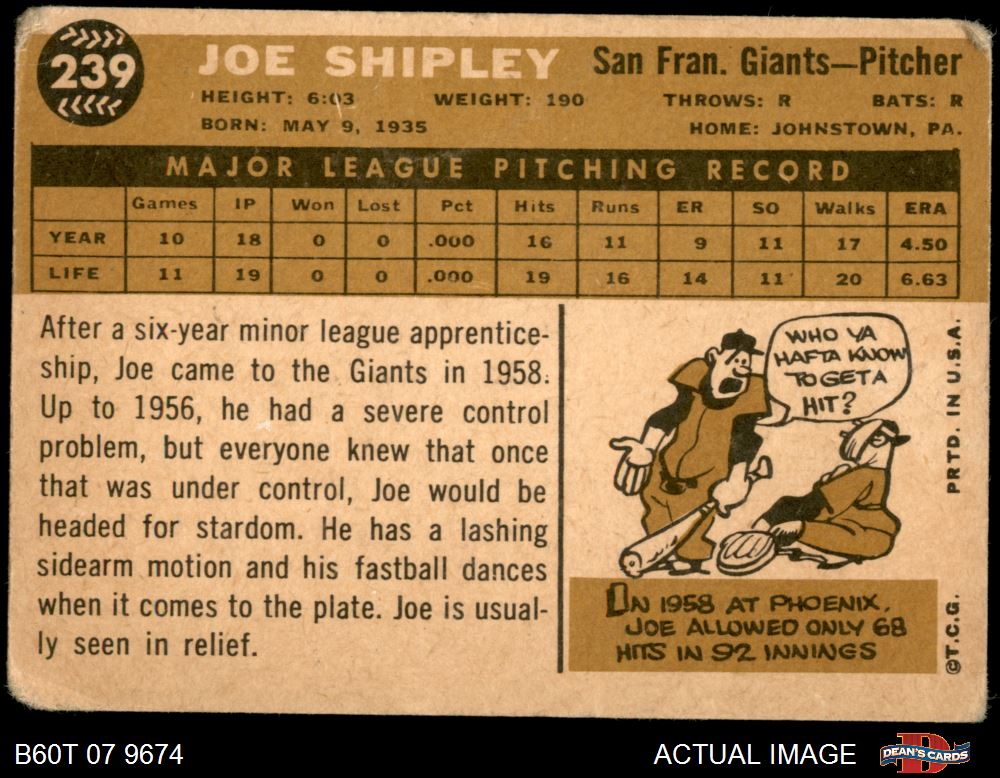 239
JOE SHIPLEY San Fran. Giants—Pitcher
HEIGHT: 6:03 WEIGHT: 190 THROWS: R BATS: R
BORN: MAY 9, 1935 HOME: JOHNSTOWN, PA.
MAJOR LEAGUE PITCHING RECORD
Games IP Won Lost Pct Hits Runs ER SO Walks ERA
YEAR 10 18 0 0 .000 16 11 9 11 17 4.50
LIFE 11 19 0 0 .000 19 16 14 11 20 6.63
After a six-year minor league apprentice-
ship, Joe came to the Giants in 1958.
Up to 1956, he had a severe control
problem, but everyone knew that once
that was under control, Joe would be
headed for stardom. He has a lashing
sidearm motion and his fastball dances
when it comes to the plate. Joe is usual-
ly seen in relief.
WHO YA
HAFTA KNOW
TO GET A
HIT?
IN 1958 AT PHOENIX,
JOE ALLOWED ONLY 68
HITS IN 92 INNINGS
PRTD. IN U.S.A.
©T.C.G.
B60T 07 9674 ACTUAL IMAGE
DEAN'S CARDS